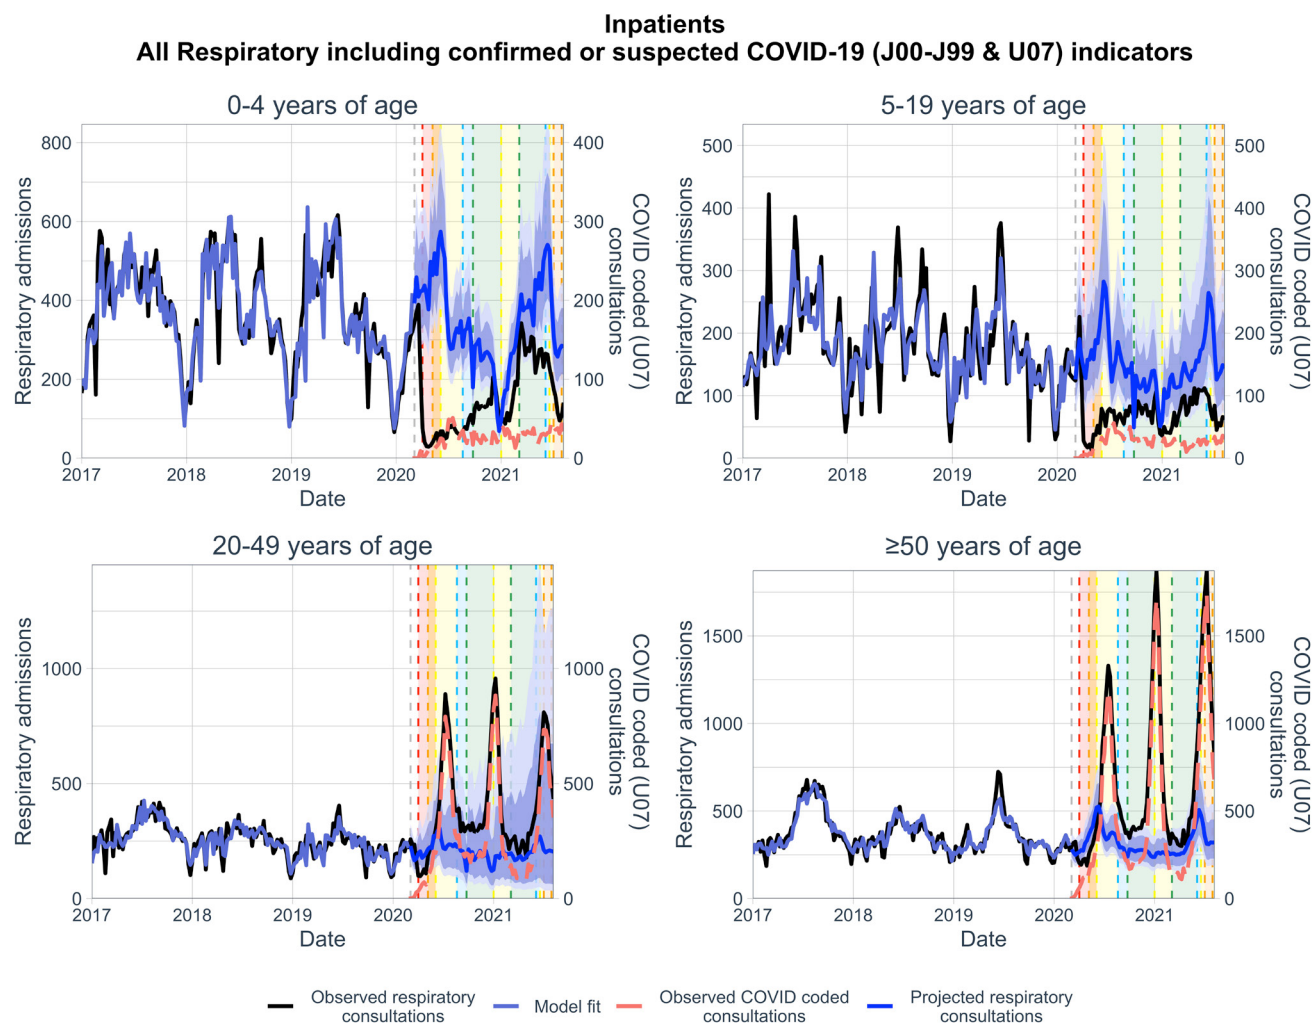 Inpatients
All Respiratory including confirmed or suspected COVID-19 (J00-J99 & U07) indicators
0-4 years of age
Respiratory admissions
800
600
400
200
0
400
300
200
100
0
COVID coded (U07)
consultations
2017 2018 2019 2020 2021
Date
5-19 years of age
Respiratory admissions
500
400
300
200
100
0
500
400
300
200
100
0
COVID coded (U07)
consultations
2017 2018 2019 2020 2021
Date
20-49 years of age
Respiratory admissions
1000
500
0
1000
500
0
COVID coded (U07)
consultations
2017 2018 2019 2020 2021
Date
≥50 years of age
Respiratory admissions
1500
1000
500
0
1500
1000
500
0
COVID coded (U07)
consultations
2017 2018 2019 2020 2021
Date
Observed respiratory
consultations
Model fit
Observed COVID coded
consultations
Projected respiratory
consultations